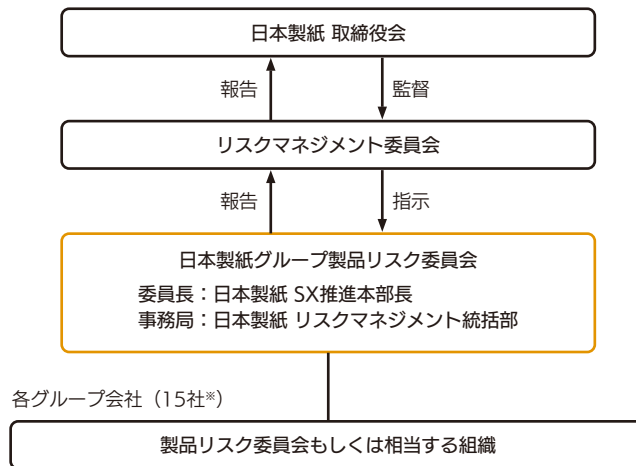 日本製紙 取締役会
報告
監督
リスクマネジメント委員会
報告
指示
日本製紙グループ製品リスク委員会
委員長：日本製紙 SX推進本部長
事務局：日本製紙 リスクマネジメント統括部
各グループ会社（15社※）
製品リスク委員会もしくは相当する組織